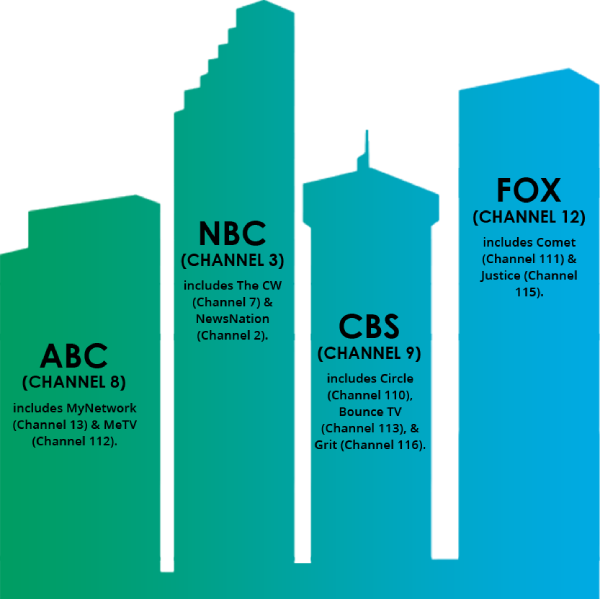 ABC
(CHANNEL 8)
includes MyNetwork
(Channel 13) & MeTV
(Channel 112).
NBC
(CHANNEL 3)
includes The CW
(Channel 7) &
NewsNation
(Channel 2).
CBS
(CHANNEL 9)
includes Circle
(Channel 110),
Bounce TV
(Channel 113), &
Grit (Channel 116).
FOX
(CHANNEL 12)
includes Comet
(Channel 111) &
Justice (Channel
115).